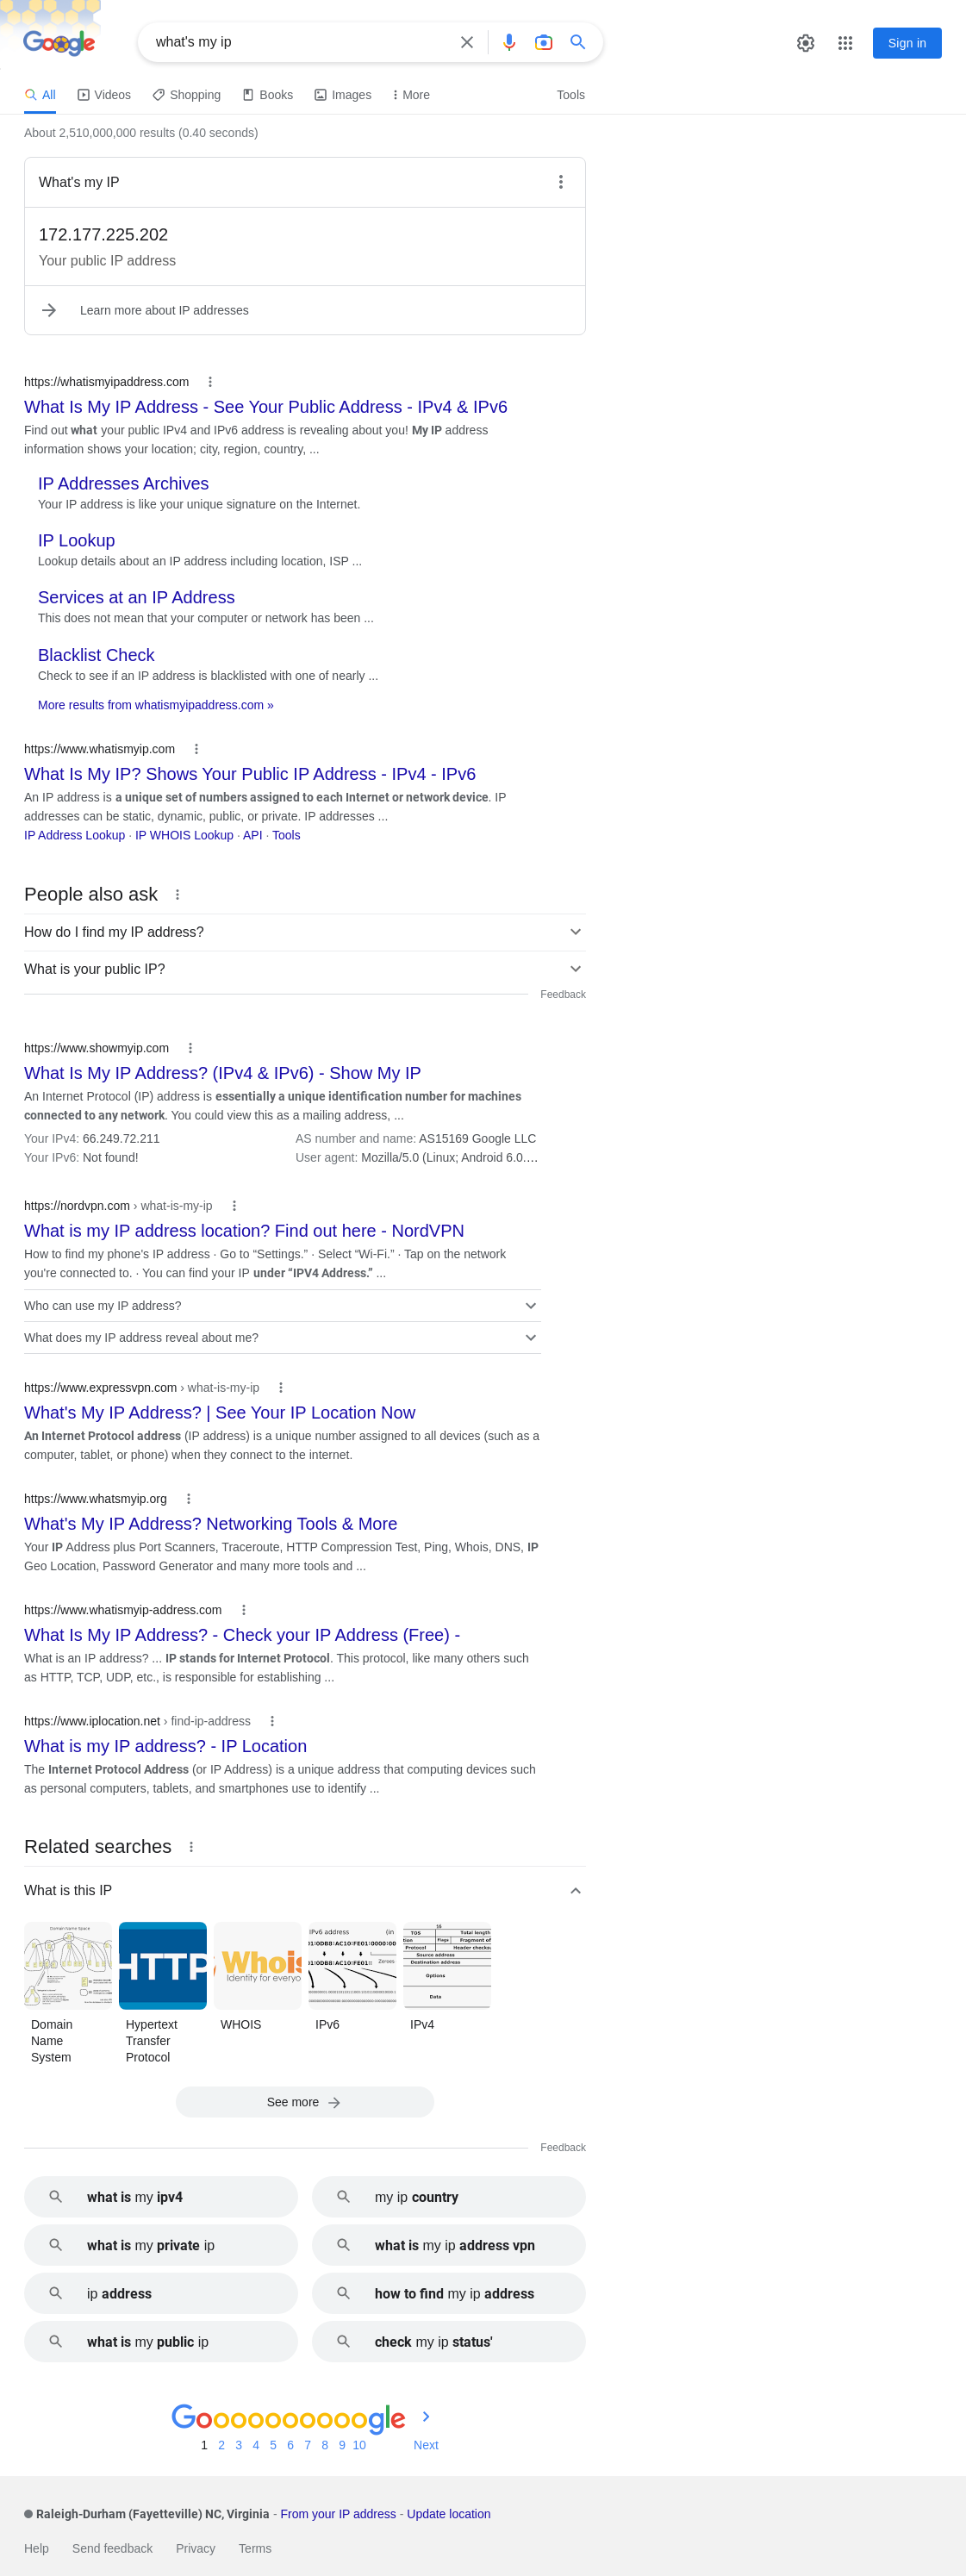 Google
what's my ip
Sign in
All
Videos
Shopping
Books
Images
More
Tools
About 2,510,000,000 results (0.40 seconds)
What's my IP
172.177.225.202
Your public IP address
Learn more about IP addresses
https://whatismyipaddress.com
What Is My IP Address - See Your Public Address - IPv4 & IPv6
Find out what your public IPv4 and IPv6 address is revealing about you! My IP address
information shows your location; city, region, country, ...
IP Addresses Archives
Your IP address is like your unique signature on the Internet.
IP Lookup
Lookup details about an IP address including location, ISP ...
Services at an IP Address
This does not mean that your computer or network has been ...
Blacklist Check
Check to see if an IP address is blacklisted with one of nearly ...
More results from whatismyipaddress.com »
https://www.whatismyip.com
What Is My IP? Shows Your Public IP Address - IPv4 - IPv6
An IP address is a unique set of numbers assigned to each Internet or network device. IP
addresses can be static, dynamic, public, or private. IP addresses ...
IP Address Lookup · IP WHOIS Lookup · API · Tools
People also ask
How do I find my IP address?
What is your public IP?
Feedback
https://www.showmyip.com
What Is My IP Address? (IPv4 & IPv6) - Show My IP
An Internet Protocol (IP) address is essentially a unique identification number for machines
connected to any network. You could view this as a mailing address, ...
Your IPv4: 66.249.72.211
AS number and name: AS15169 Google LLC
Your IPv6: Not found!
User agent: Mozilla/5.0 (Linux; Android 6.0....
https://nordvpn.com › what-is-my-ip
What is my IP address location? Find out here - NordVPN
How to find my phone's IP address · Go to “Settings.” · Select “Wi-Fi.” · Tap on the network
you're connected to. · You can find your IP under “IPV4 Address.” ...
Who can use my IP address?
What does my IP address reveal about me?
https://www.expressvpn.com › what-is-my-ip
What's My IP Address? | See Your IP Location Now
An Internet Protocol address (IP address) is a unique number assigned to all devices (such as a
computer, tablet, or phone) when they connect to the internet.
https://www.whatsmyip.org
What's My IP Address? Networking Tools & More
Your IP Address plus Port Scanners, Traceroute, HTTP Compression Test, Ping, Whois, DNS, IP
Geo Location, Password Generator and many more tools and ...
https://www.whatismyip-address.com
What Is My IP Address? - Check your IP Address (Free) -
What is an IP address? ... IP stands for Internet Protocol. This protocol, like many others such
as HTTP, TCP, UDP, etc., is responsible for establishing ...
https://www.iplocation.net › find-ip-address
What is my IP address? - IP Location
The Internet Protocol Address (or IP Address) is a unique address that computing devices such
as personal computers, tablets, and smartphones use to identify ...
Related searches
What is this IP
Domain Name Space
HTTP
Whois
Identity for everyo
IPv6 address (in
Zeroes
16
TOS Total length
Flags Fragment of
Protocol Header checks
Source address
Destination address
Options
Data
Domain
Name
System
Hypertext
Transfer
Protocol
WHOIS
IPv6
IPv4
See more
Feedback
what is my ipv4
my ip country
what is my private ip
what is my ip address vpn
ip address
how to find my ip address
what is my public ip
check my ip status'
Goooooooooogle
1 2 3 4 5 6 7 8 9 10 Next
Raleigh-Durham (Fayetteville) NC, Virginia - From your IP address - Update location
Help Send feedback Privacy Terms